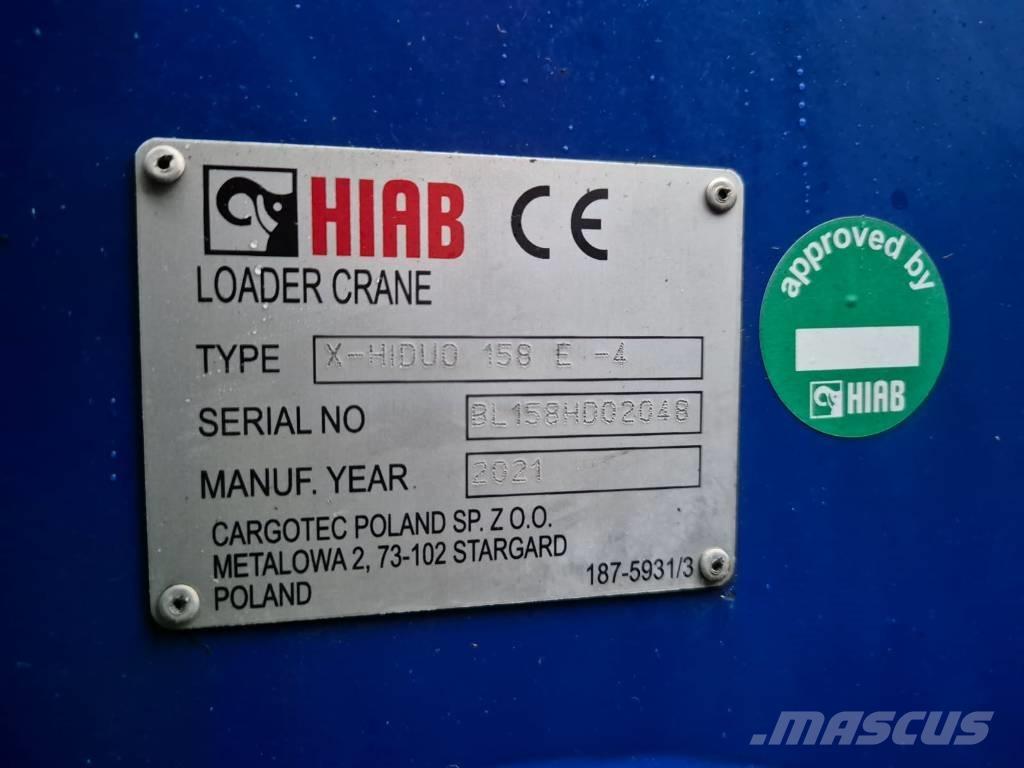 HIAB CE
LOADER CRANE
TYPE X-HIDUO 158 E -4
SERIAL NO BL158HD02048
MANUF. YEAR 2021
CARGOTEC POLAND SP. Z O.O.
METALOWA 2, 73-102 STARGARD
POLAND
187-5931/3
approved by
HIAB
.MASCUS